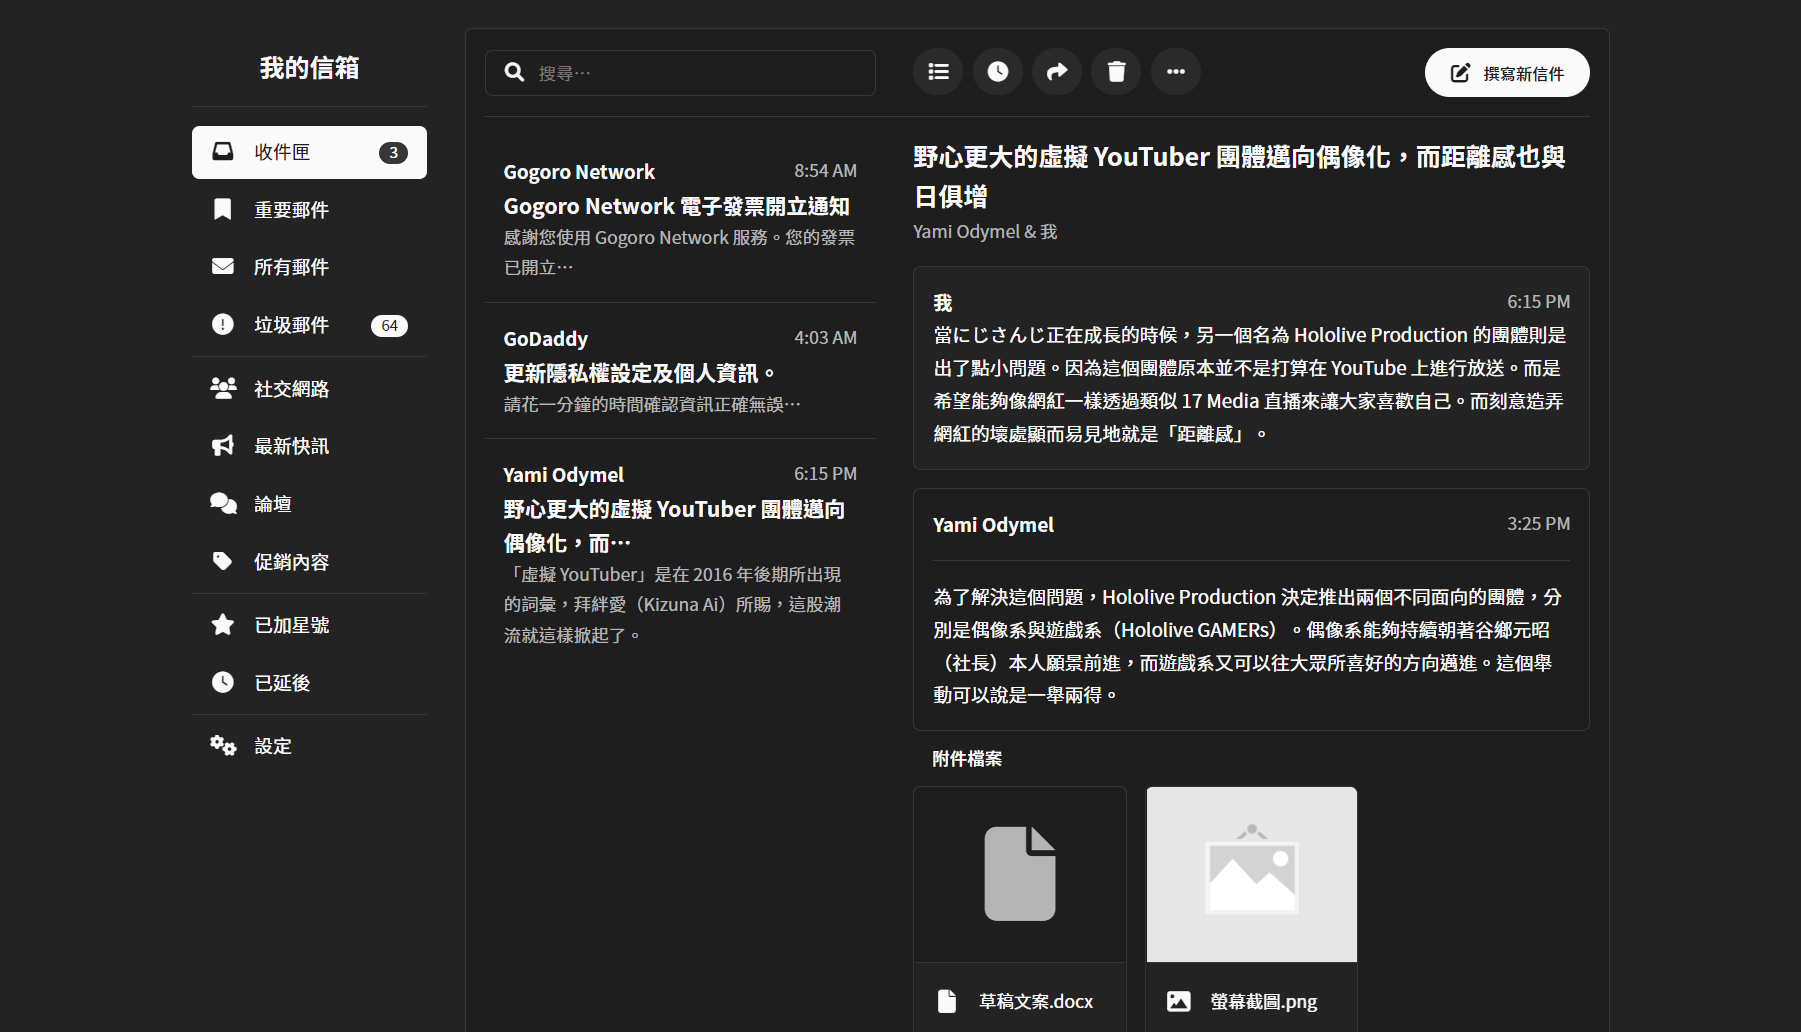 我的信箱
收件匣
3
重要郵件
所有郵件
垃圾郵件
64
社交網路
最新快訊
論壇
促銷內容
已加星號
已延後
設定
搜尋…
撰寫新信件
Gogoro Network
8:54 AM
Gogoro Network 電子發票開立通知
感謝您使用 Gogoro Network 服務。您的發票
已開立…
GoDaddy
4:03 AM
更新隱私權設定及個人資訊。
請花一分鐘的時間確認資訊正確無誤…
Yami Odymel
6:15 PM
野心更大的虛擬 YouTuber 團體邁向
偶像化，而…
「虛擬 YouTuber」是在 2016 年後期所出現
的詞彙，拜絆愛（Kizuna Ai）所賜，這股潮
流就這樣掀起了。
野心更大的虛擬 YouTuber 團體邁向偶像化，而距離感也與
日俱增
Yami Odymel & 我
我
6:15 PM
當にじさんじ正在成長的時候，另一個名為 Hololive Production 的團體則是
出了點小問題。因為這個團體原本並不是打算在 YouTube 上進行放送。而是
希望能夠像網紅一樣透過類似 17 Media 直播來讓大家喜歡自己。而刻意造弄
網紅的壞處顯而易見地就是「距離感」。
Yami Odymel
3:25 PM
為了解決這個問題，Hololive Production 決定推出兩個不同面向的團體，分
別是偶像系與遊戲系（Hololive GAMERs）。偶像系能夠持續朝著谷鄉元昭
（社長）本人願景前進，而遊戲系又可以往大眾所喜好的方向邁進。這個舉
動可以說是一舉兩得。
附件檔案
草稿文案.docx
螢幕截圖.png